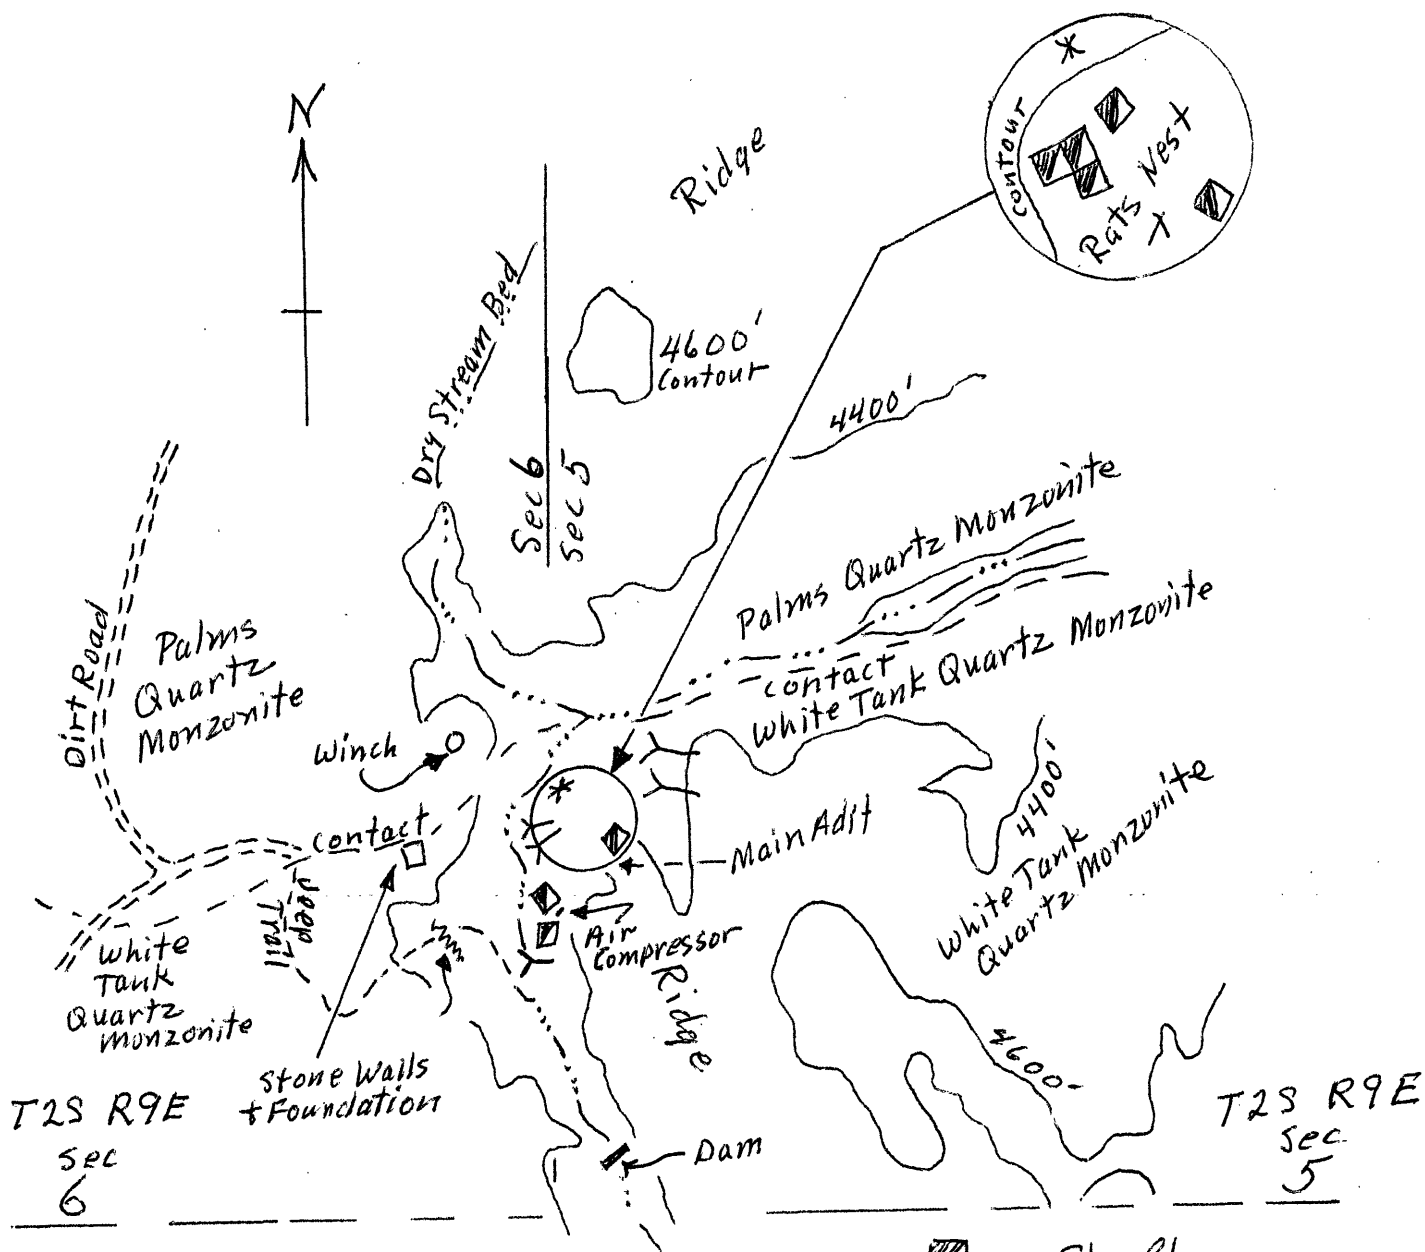 N
Ridge
Contour
Rats Nest
Dry Stream Bed
4600'
Contour
4400'
Sec 6
Sec 5
Palms Quartz Monzonite
Contact
White Tank Quartz Monzonite
Dirt Road
Palms
Quartz
Monzonite
Winch
4400'
Contact
Main Adit
White Tank
Quartz Monzonite
Jeep
Trail
White
Tank
Quartz
Monzonite
Air
Compressor
Ridge
4600'
Stone Walls
+ Foundation
T2S R9E
Sec
6
T2S R9E
Sec
5
Dam